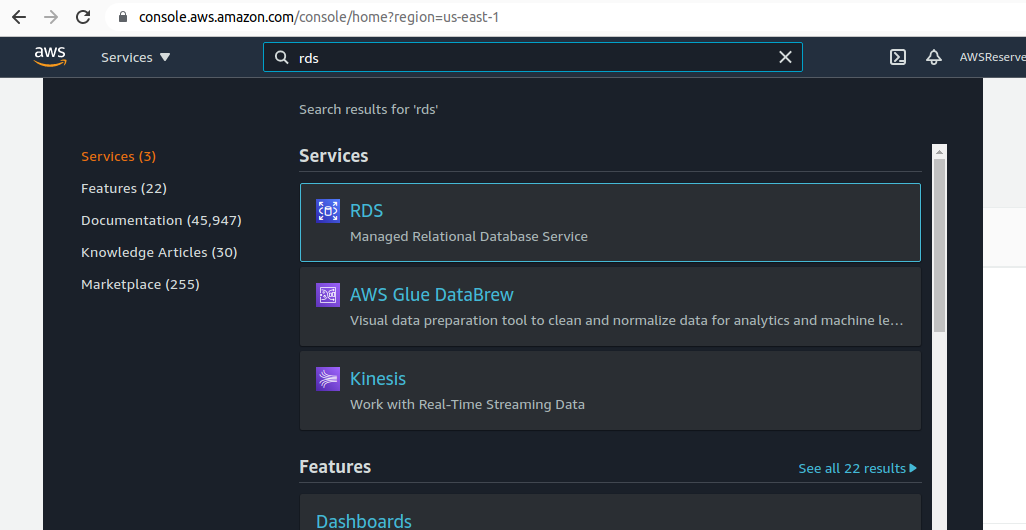 console.aws.amazon.com/console/home?region=us-east-1
aws
Services
rds
AWSReserve
Search results for 'rds'
Services (3)
Features (22)
Documentation (45,947)
Knowledge Articles (30)
Marketplace (255)
Services
RDS
Managed Relational Database Service
AWS Glue DataBrew
Visual data preparation tool to clean and normalize data for analytics and machine le...
Kinesis
Work with Real-Time Streaming Data
Features
See all 22 results
Dashboards